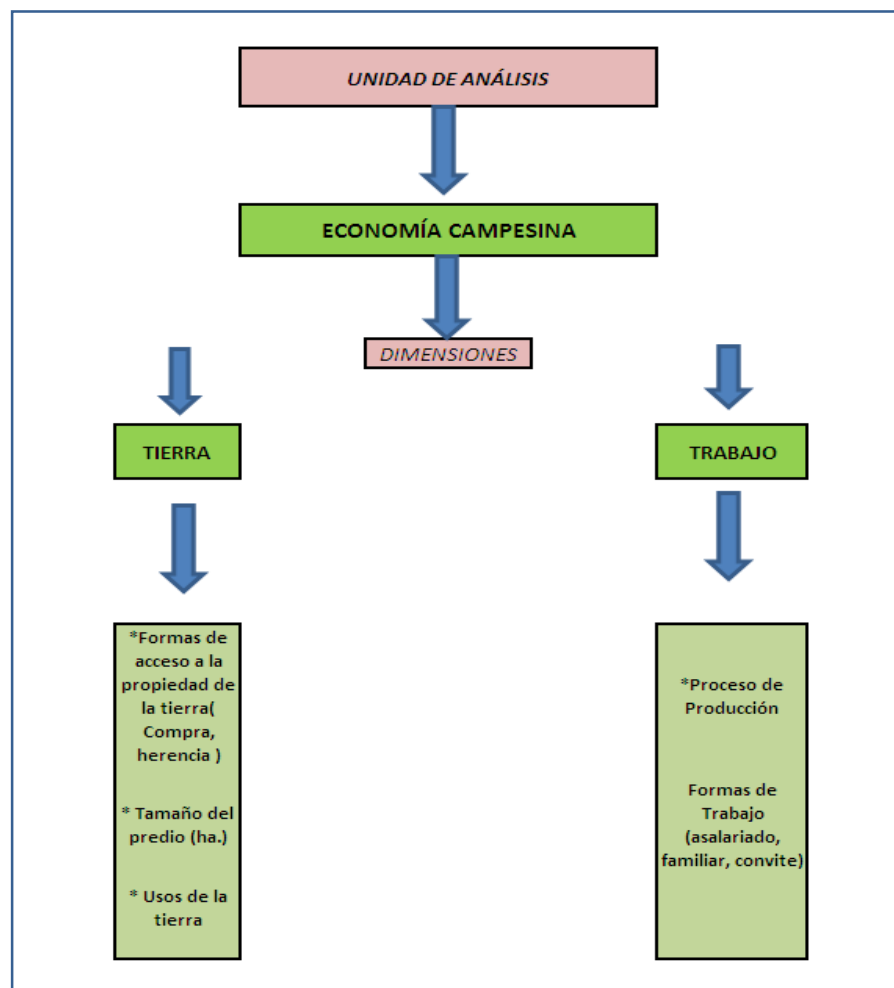 UNIDAD DE ANÁLISIS
ECONOMÍA CAMPESINA
DIMENSIONES
TIERRA
TRABAJO
*Formas de
acceso a la
propiedad de
la tierra(
Compra,
herencia )
* Tamaño del
predio (ha.)
* Usos de la
tierra
*Proceso de
Producción
Formas de
Trabajo
(asalariado,
familiar, convite)